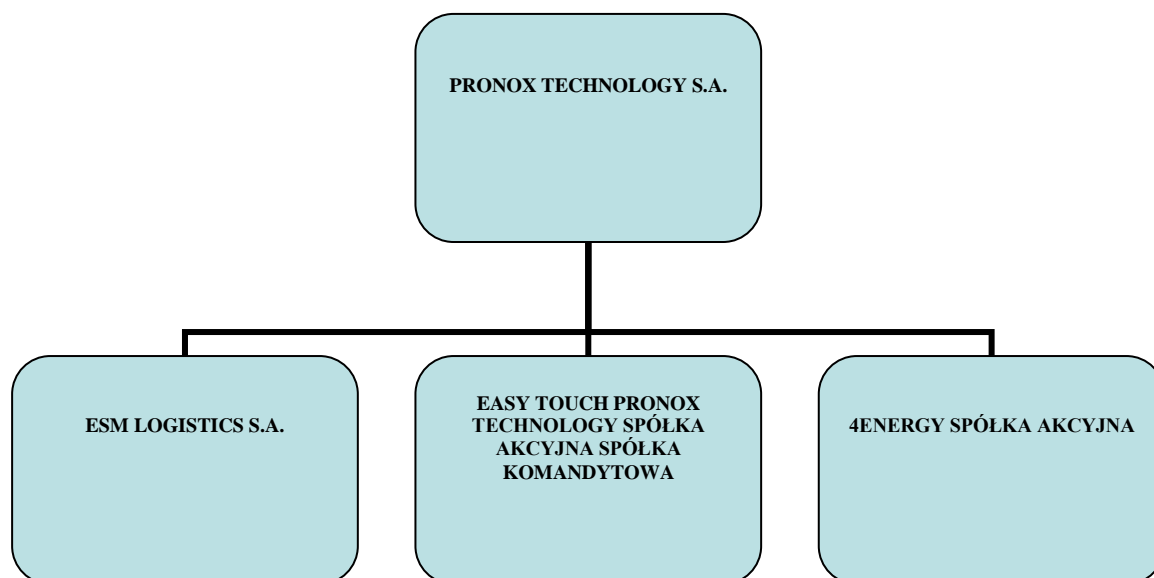 PRONOX TECHNOLOGY S.A.
ESM LOGISTICS S.A.
EASY TOUCH PRONOX
TECHNOLOGY SPÓŁKA
AKCYJNA SPÓŁKA
KOMANDYTOWA
4ENERGY SPÓŁKA AKCYJNA